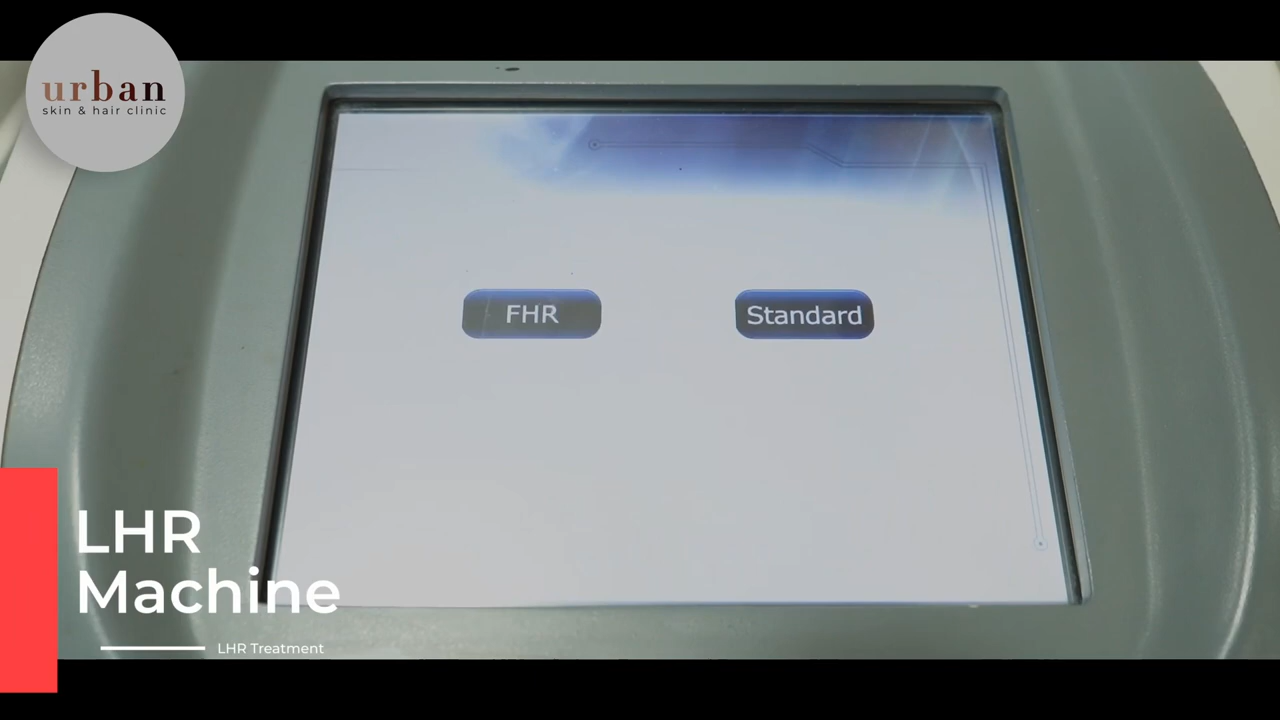 urban
skin & hair clinic
FHR
Standard
LHR
Machine
LHR Treatment